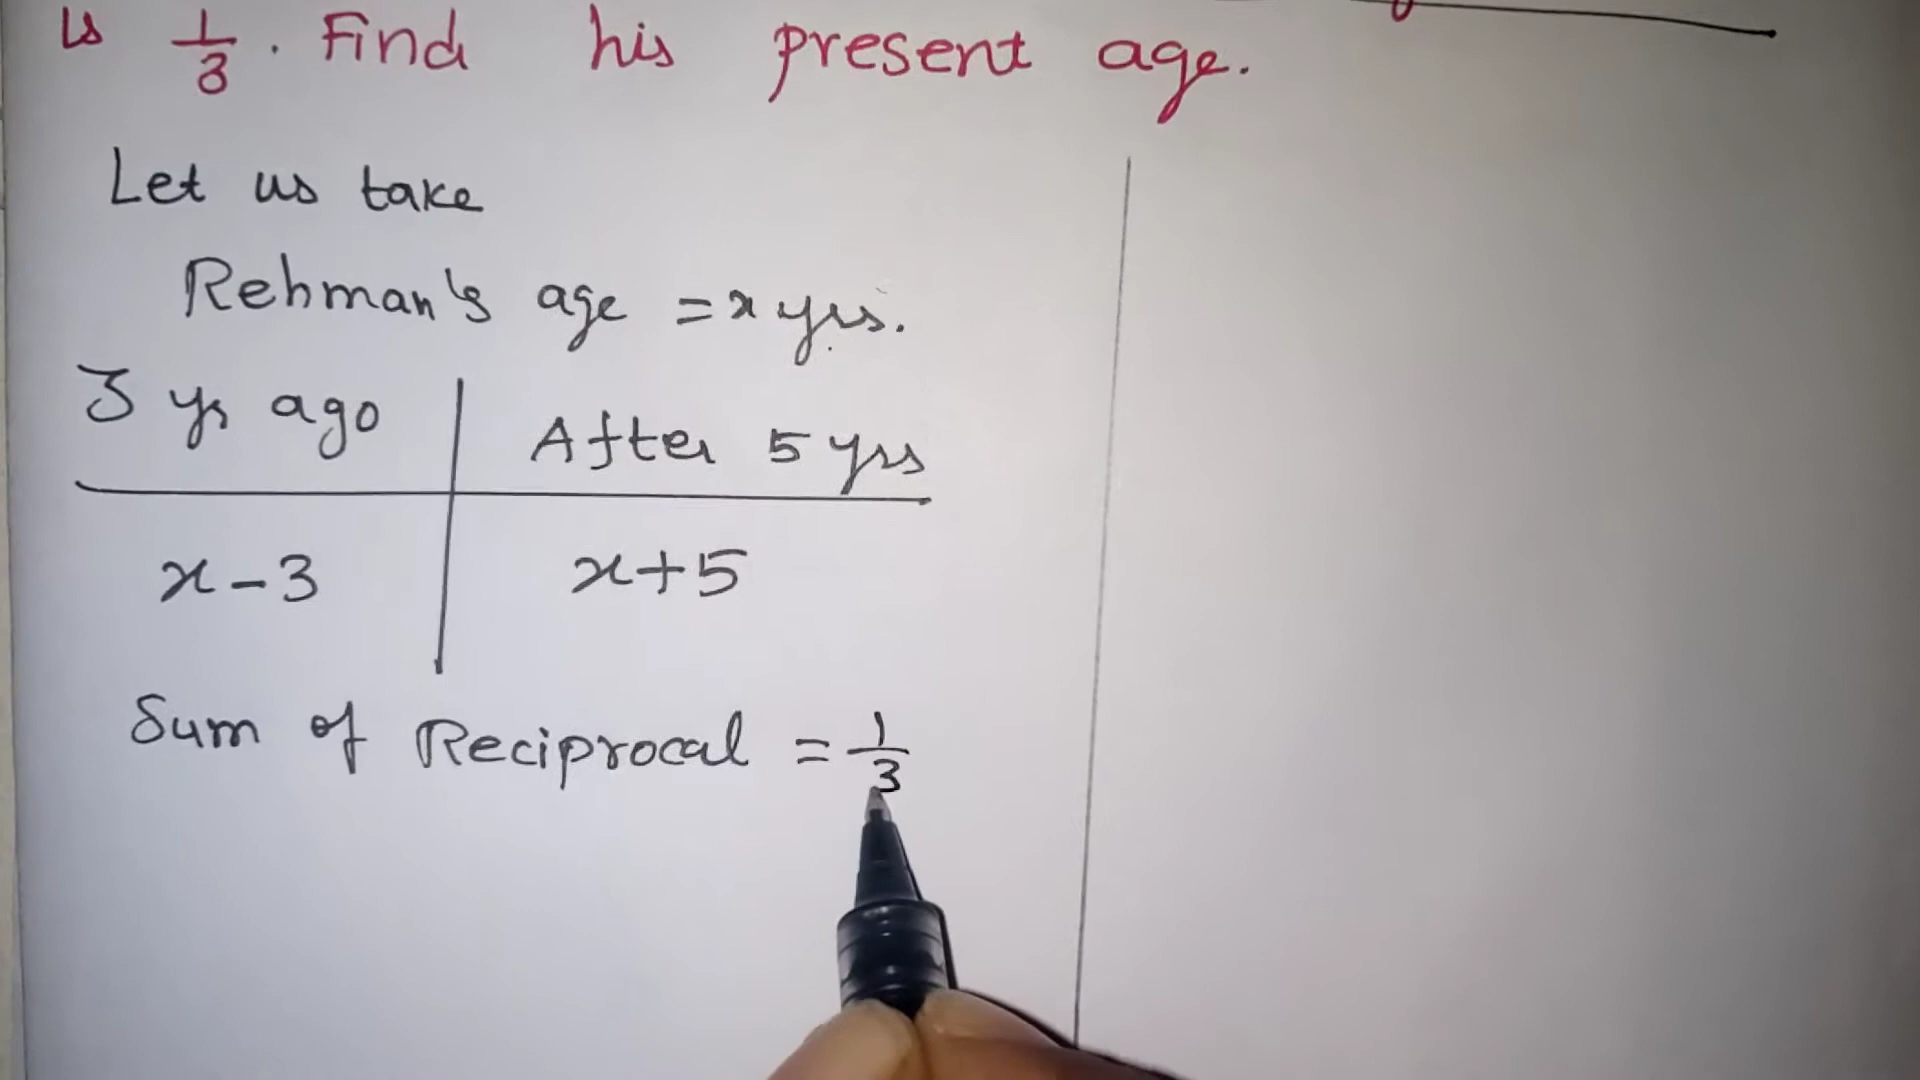 is 1/3. Find his present age.
Let us take
Rehman's age = x yrs.
3 yr ago | After 5 yrs
x - 3 | x + 5
Sum of Reciprocal = 1/3